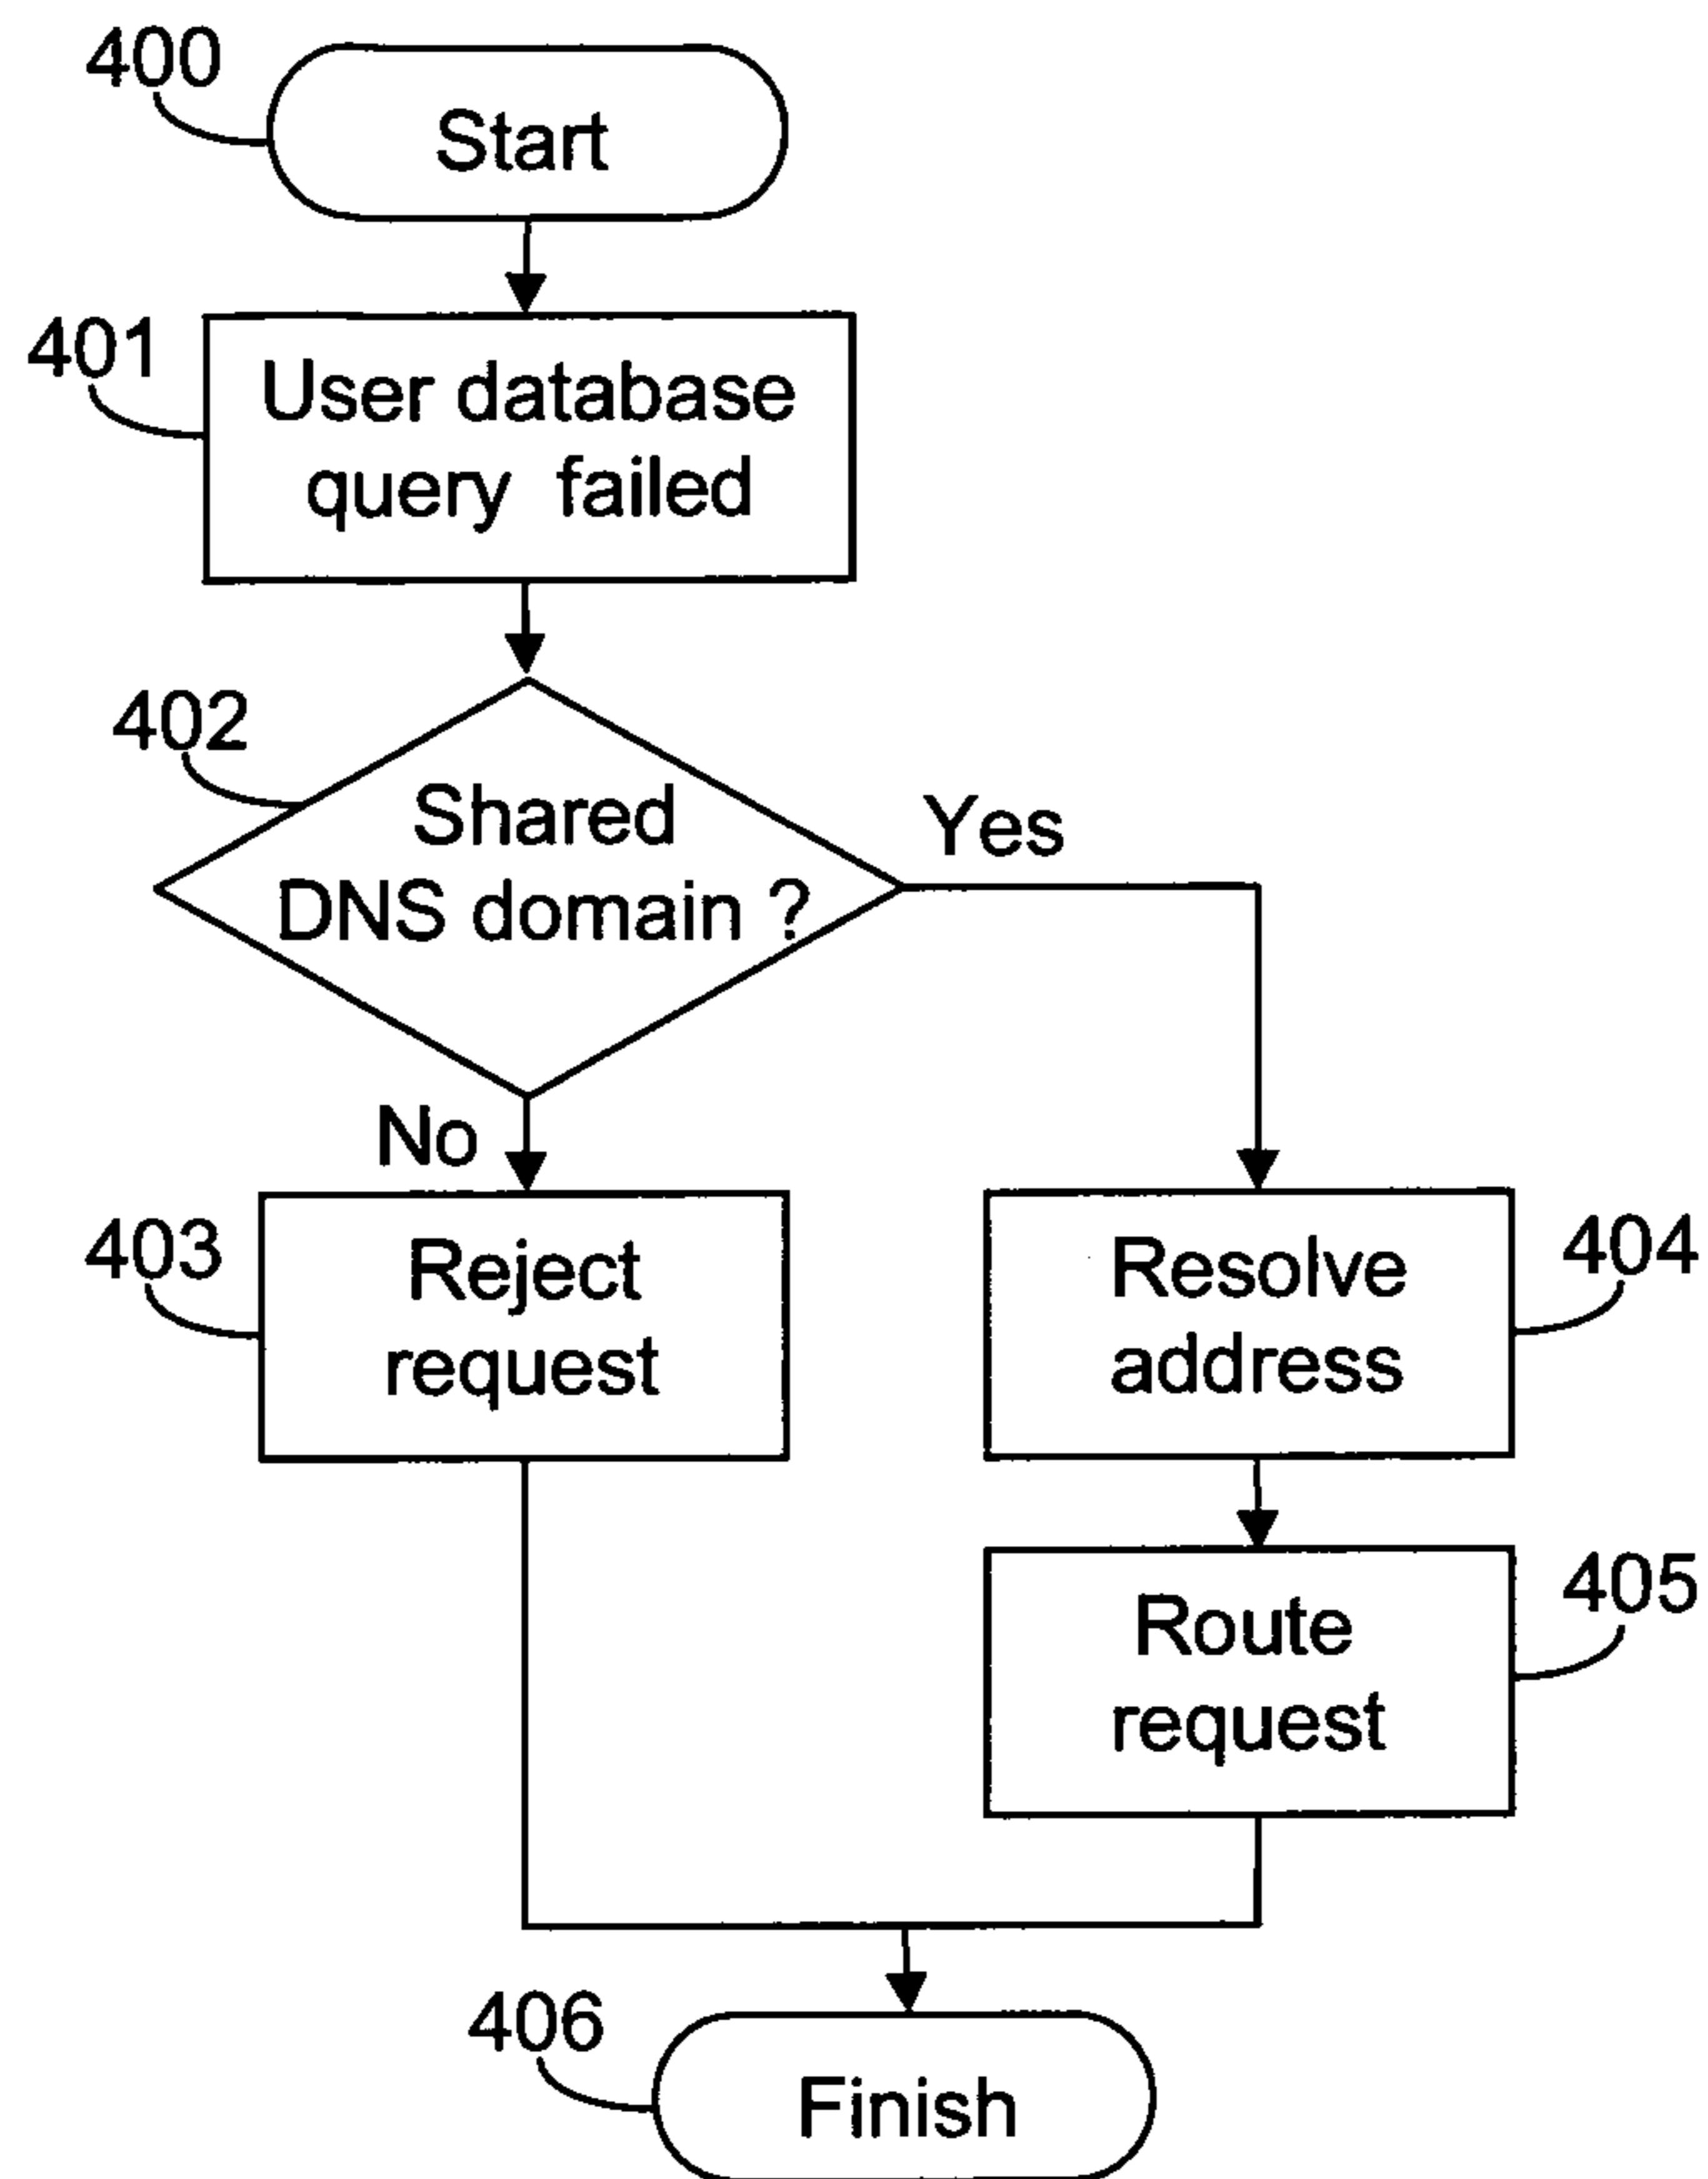 400
Start
401
User database
query failed
402
Shared
DNS domain ?
Yes
No
403
Reject
request
Resolve
address
404
Route
request
405
406
Finish